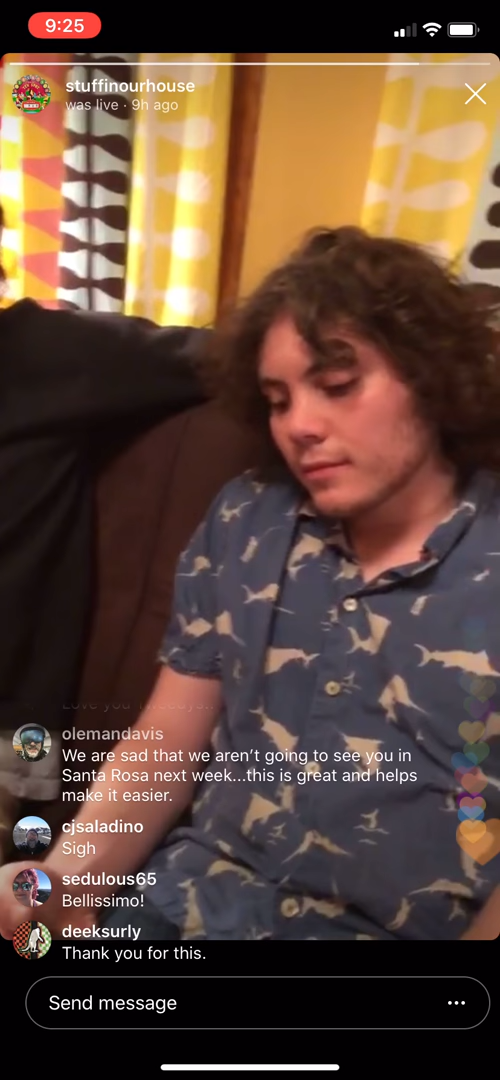 9:25
stuffinourhouse
was live · 9h ago
olemandavis
We are sad that we aren't going to see you in
Santa Rosa next week...this is great and helps
make it easier.
cjsaladino
Sigh
sedulous65
Bellissimo!
deeksurly
Thank you for this.
Send message